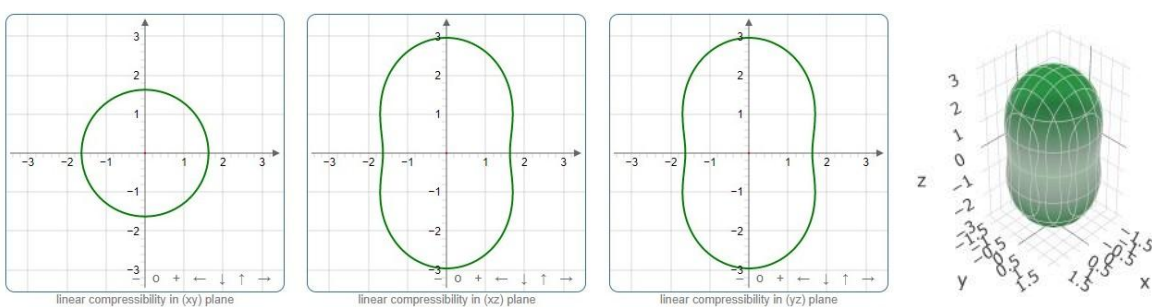 3 3 3
3
2 2 2
2
1 1 1
1
0
−3 −2 −1 1 2 3 −3 −2 −1 1 2 3 −3 −2 −1 1 2 3
−1
z
−1 −1 −1
−2
−2 −2 −2
−3
y
x
−3 −3 −3
− o + ← ↓ ↑ → − o + ← ↓ ↑ → − o + ← ↓ ↑ →
linear compressibility in (xy) plane linear compressibility in (xz) plane linear compressibility in (yz) plane